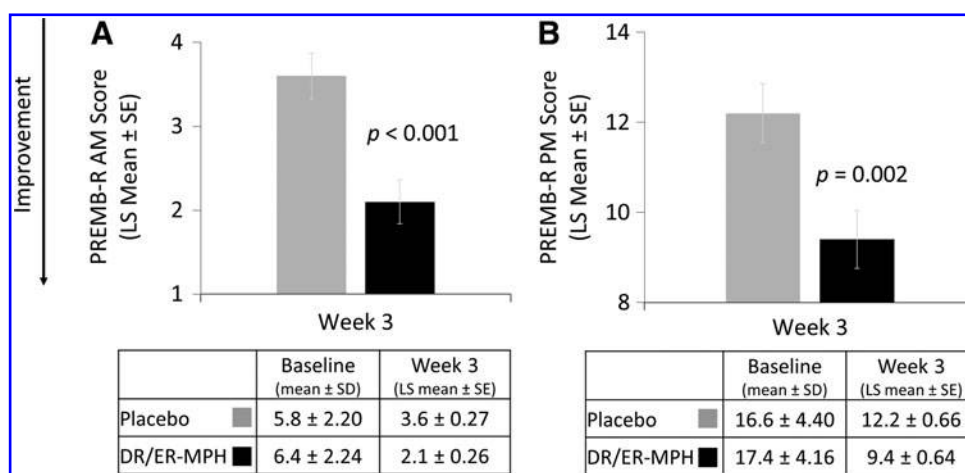 Improvement
A
PREMB-R AM Score
(LS Mean ± SE)
4
3
2
1
p < 0.001
Week 3
Baseline
(mean ± SD)
Week 3
(LS mean ± SE)
Placebo 5.8 ± 2.20 3.6 ± 0.27
DR/ER-MPH 6.4 ± 2.24 2.1 ± 0.26
B
PREMB-R PM Score
(LS Mean ± SE)
14
12
10
8
p = 0.002
Week 3
Baseline
(mean ± SD)
Week 3
(LS mean ± SE)
Placebo 16.6 ± 4.40 12.2 ± 0.66
DR/ER-MPH 17.4 ± 4.16 9.4 ± 0.64